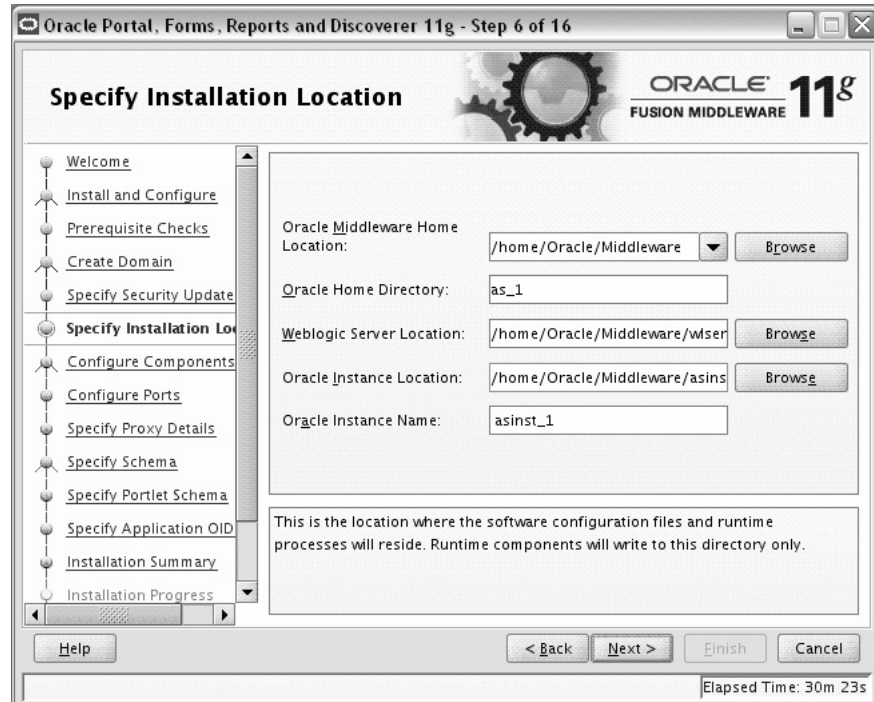 Oracle Portal, Forms, Reports and Discoverer 11g - Step 6 of 16
Specify Installation Location
ORACLE
FUSION MIDDLEWARE
11g
Welcome
Install and Configure
Prerequisite Checks
Create Domain
Specify Security Update
Specify Installation Loc
Configure Components
Configure Ports
Specify Proxy Details
Specify Schema
Specify Portlet Schema
Specify Application OID
Installation Summary
Installation Progress
Oracle Middleware Home
Location:
/home/Oracle/Middleware
Browse
Oracle Home Directory:
as_1
Weblogic Server Location:
/home/Oracle/Middleware/wlser
Browse
Oracle Instance Location:
/home/Oracle/Middleware/asins
Browse
Oracle Instance Name:
asinst_1
This is the location where the software configuration files and runtime
processes will reside. Runtime components will write to this directory only.
Help
< Back
Next >
Finish
Cancel
Elapsed Time: 30m 23s